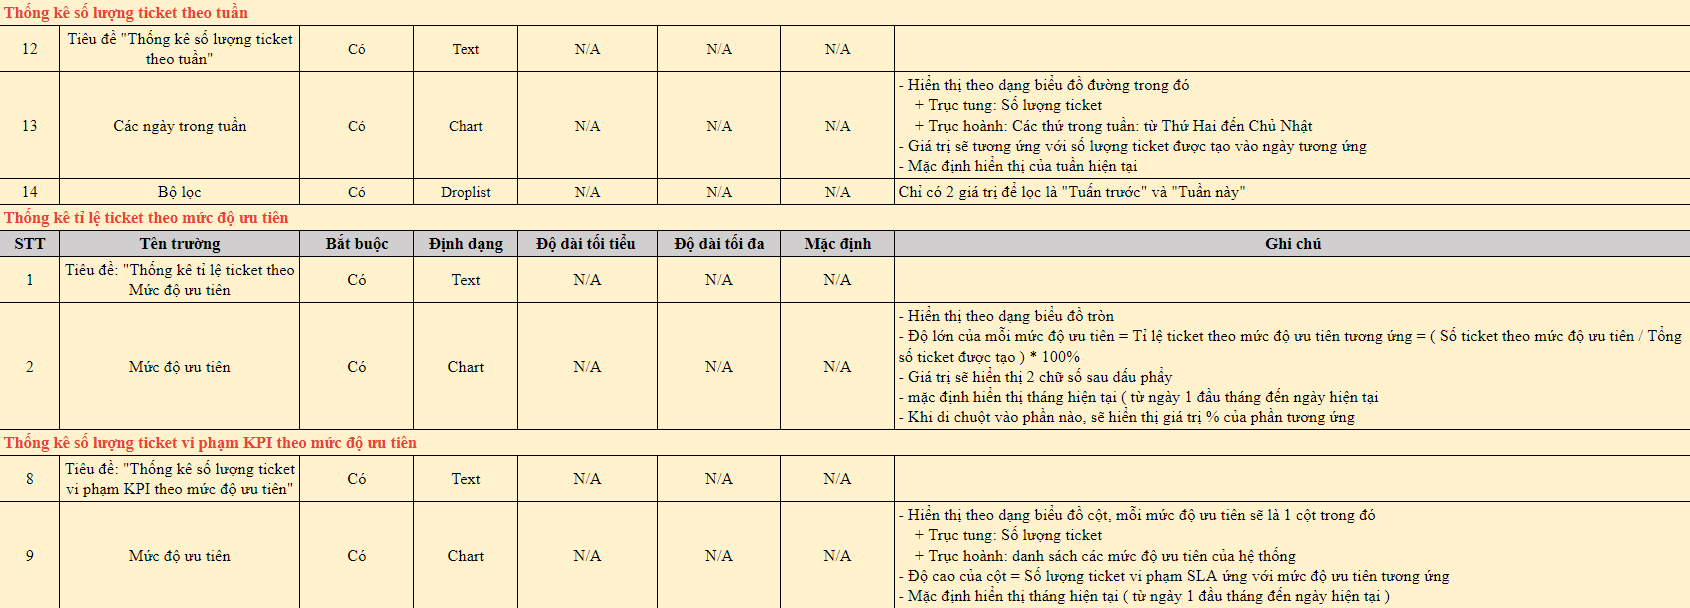 Thống kê số lượng ticket theo tuần
12 Tiêu đề "Thống kê số lượng ticket theo tuần" Có Text N/A N/A N/A
13 Các ngày trong tuần Có Chart N/A N/A N/A
- Hiển thị theo dạng biểu đồ đường trong đó
+ Trục tung: Số lượng ticket
+ Trục hoành: Các thứ trong tuần: từ Thứ Hai đến Chủ Nhật
- Giá trị sẽ tương ứng với số lượng ticket được tạo vào ngày tương ứng
- Mặc định hiển thị của tuần hiện tại
14 Bộ lọc Có Droplist N/A N/A N/A Chỉ có 2 giá trị để lọc là "Tuấn trước" và "Tuần này"
Thống kê tỉ lệ ticket theo mức độ ưu tiên
STT Tên trường Bắt buộc Định dạng Độ dài tối tiểu Độ dài tối đa Mặc định Ghi chú
1 Tiêu đề: "Thống kê tỉ lệ ticket theo Mức độ ưu tiên Có Text N/A N/A N/A
2 Mức độ ưu tiên Có Chart N/A N/A N/A
- Hiển thị theo dạng biểu đồ tròn
- Độ lớn của mỗi mức độ ưu tiên = Tỉ lệ ticket theo mức độ ưu tiên tương ứng = ( Số ticket theo mức độ ưu tiên / Tổng
số ticket được tạo ) * 100%
- Giá trị sẽ hiển thị 2 chữ số sau dấu phẩy
- mặc định hiển thị tháng hiện tại ( từ ngày 1 đầu tháng đến ngày hiện tại
- Khi di chuột vào phần nào, sẽ hiển thị giá trị % của phần tương ứng
Thống kê số lượng ticket vi phạm KPI theo mức độ ưu tiên
8 Tiêu đề: "Thống kê số lượng ticket vi phạm KPI theo mức độ ưu tiên" Có Text N/A N/A N/A
9 Mức độ ưu tiên Có Chart N/A N/A N/A
- Hiển thị theo dạng biểu đồ cột, mỗi mức độ ưu tiên sẽ là 1 cột trong đó
+ Trục tung: Số lượng ticket
+ Trục hoành: danh sách các mức độ ưu tiên của hệ thống
- Độ cao của cột = Số lượng ticket vi phạm SLA ứng với mức độ ưu tiên tương ứng
- Mặc định hiển thị tháng hiện tại ( từ ngày 1 đầu tháng đến ngày hiện tại )